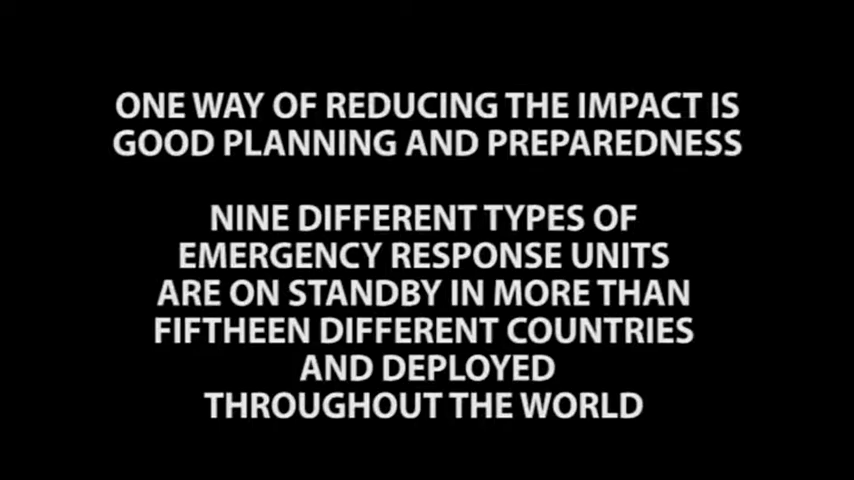 ONE WAY OF REDUCING THE IMPACT IS
GOOD PLANNING AND PREPAREDNESS
NINE DIFFERENT TYPES OF
EMERGENCY RESPONSE UNITS
ARE ON STANDBY IN MORE THAN
FIFTHEEN DIFFERENT COUNTRIES
AND DEPLOYED
THROUGHOUT THE WORLD